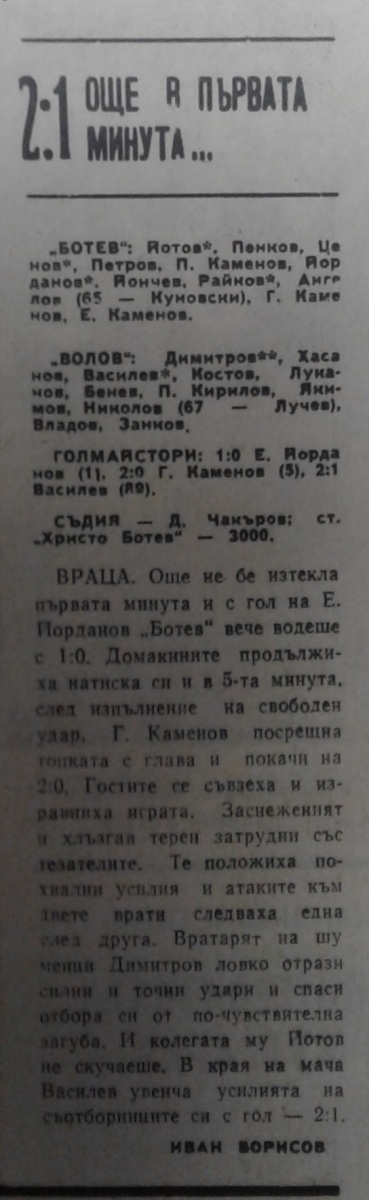 2:1 ОЩЕ В ПЪРВАТА
МИНУТА...
„БОТЕВ": Йотов*, Пенков, Це
нов*, Петров, П. Каменов, Йор
данов*, Йончев, Райков*, Анге
лов (65 — Куновски), Г. Каме
нов, Е. Каменов.
„ВОЛОВ": Димитров**, Хаса
нов, Василев*, Костов, Лука-
нов, Бенев, П. Кирилов, Яки-
мов, Николов (67 — Лучев),
Владов, Занков.
ГОЛМАЙСТОРИ: 1:0 Е. Йорда
нов (1), 2:0 Г. Каменов (5), 2:1
Василев (89).
СЪДИЯ — Д. Чакъров; ст.
„Христо Ботев" — 3000.
ВРАЦА. Още не бе изтекла
първата минута и с гол на Е.
Йорданов „Ботев" вече водеше
с 1:0. Домакините продължи-
ха натиска си и в 5-та минута,
след изпълнение на свободен
удар, Г. Каменов посрещна
топката с глава и покачи на
2:0. Гостите се съвзеха и из-
равниха играта. Заснеженият
и хлъзгав терен затрудни със
тезателите. Те положиха по-
хвални усилия и атаките към
двете врати следваха една
след друга. Вратарят на шу
менци Димитров ловко отрази
силни и точни удари и спаси
отбора си от по-чувствителна
загуба. И колегата му Йотов
не скучаеше. В края на мача
Василев увенча усилията на
съотборниците си с гол — 2:1.
ИВАН БОРИСОВ